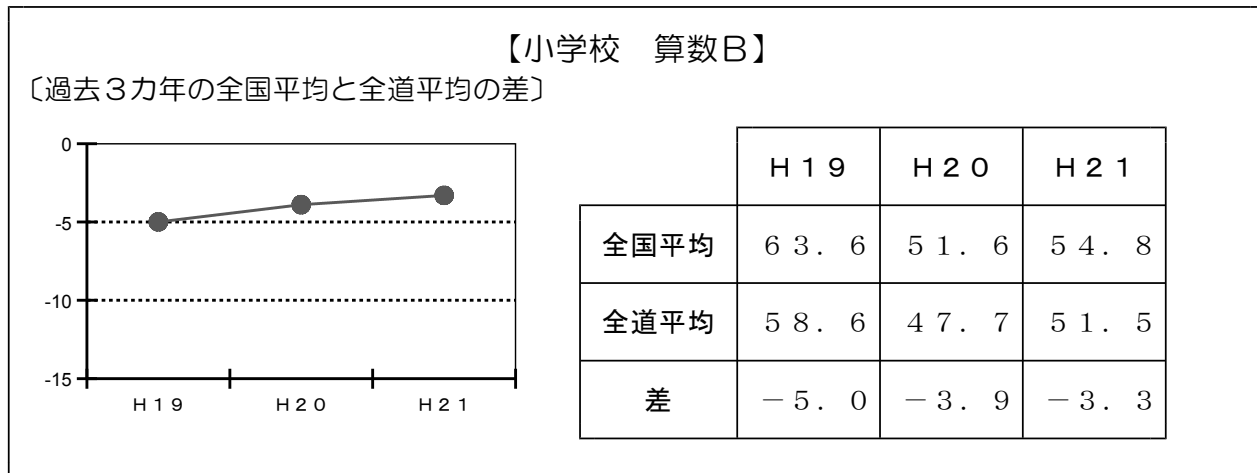 【小学校　算数Ｂ】
〔過去３カ年の全国平均と全道平均の差〕
0
-5
-10
-15
Ｈ１９ Ｈ２０ Ｈ２１
Ｈ１９ Ｈ２０ Ｈ２１
全国平均 ６３．６ ５１．６ ５４．８
全道平均 ５８．６ ４７．７ ５１．５
差 －５．０ －３．９ －３．３